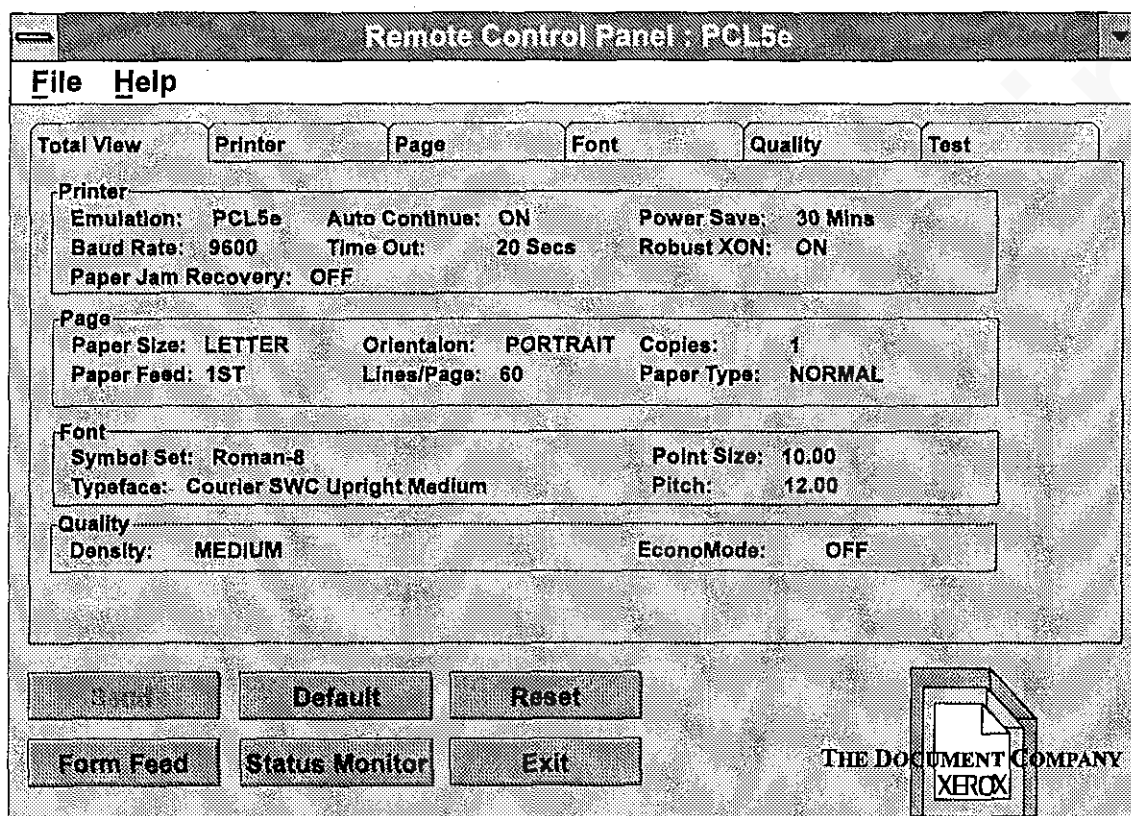 Remote Control Panel : PCL5e
File Help
Total View Printer Page Font Quality Test
Printer
Emulation: PCL5e Auto Continue: ON Power Save: 30 Mins
Baud Rate: 9600 Time Out: 20 Secs Robust XON: ON
Paper Jam Recovery: OFF
Page
Paper Size: LETTER Orientaion: PORTRAIT Copies: 1
Paper Feed: 1ST Lines/Page: 60 Paper Type: NORMAL
Font
Symbol Set: Roman-8 Point Size: 10.00
Typeface: Courier SWC Upright Medium Pitch: 12.00
Quality
Density: MEDIUM EconoMode: OFF
Send Default Reset
Form Feed Status Monitor Exit
THE DOCUMENT COMPANY
XEROX